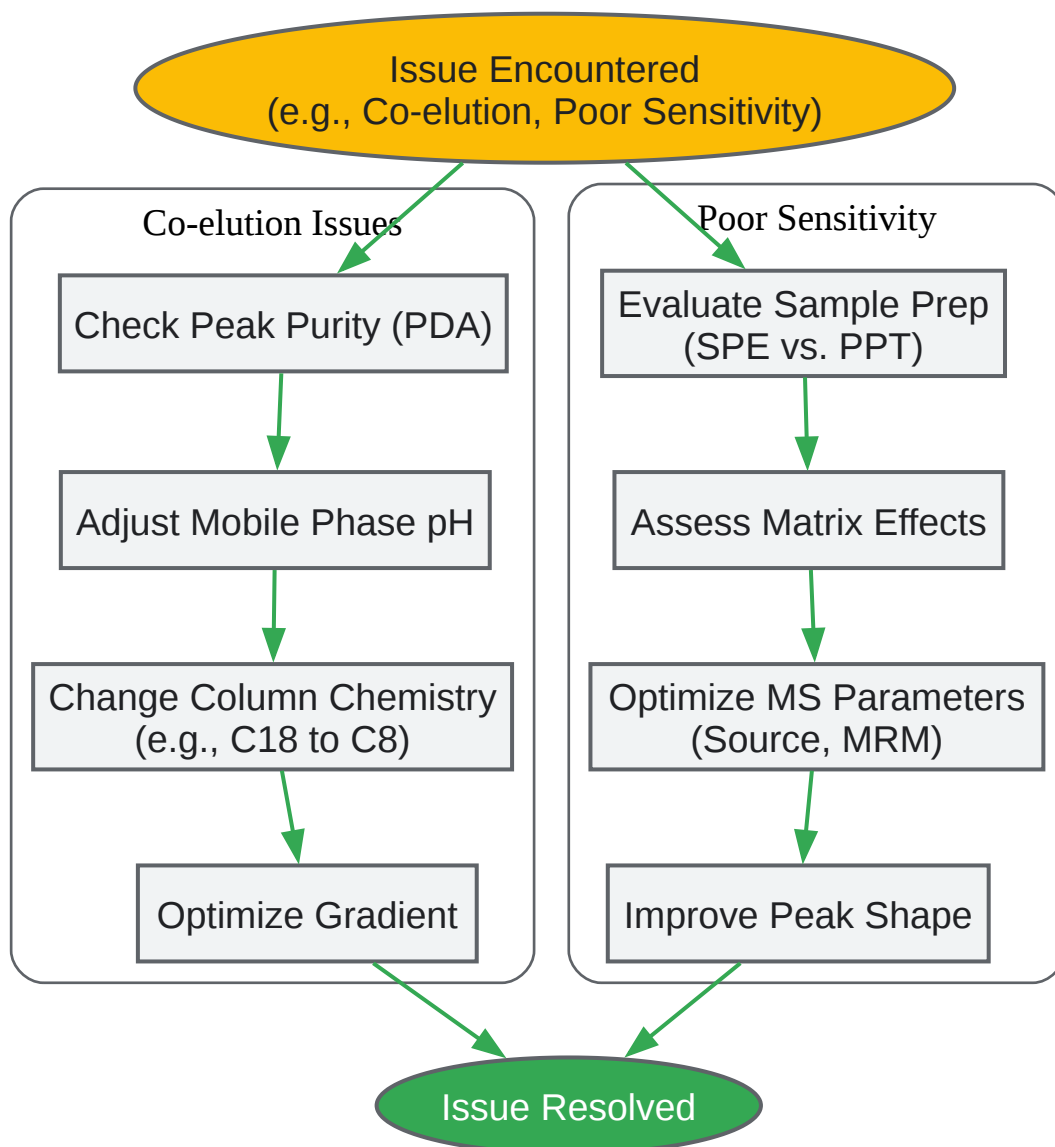 Issue Encountered
(e.g., Co-elution, Poor Sensitivity)
Co-elution Issues
Check Peak Purity (PDA)
Adjust Mobile Phase pH
Change Column Chemistry
(e.g., C18 to C8)
Optimize Gradient
Poor Sensitivity
Evaluate Sample Prep
(SPE vs. PPT)
Assess Matrix Effects
Optimize MS Parameters
(Source, MRM)
Improve Peak Shape
Issue Resolved